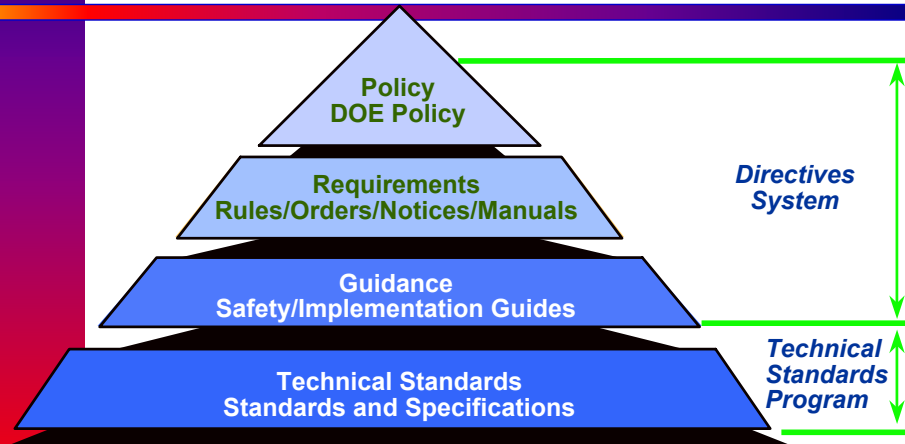 Policy
DOE Policy
Requirements
Rules/Orders/Notices/Manuals
Directives
System
Guidance
Safety/Implementation Guides
Technical
Standards
Program
Technical Standards
Standards and Specifications